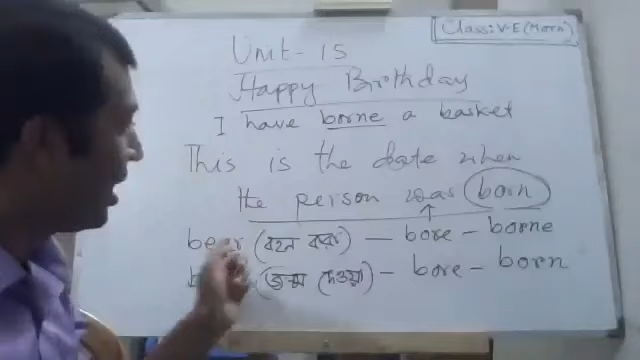 Class: V-E (Morn)
Unit-15
Happy Birthday
I have borne a basket
This is the date when
the person was born
bear (বহন করা) — bore - borne
b (জন্ম দেওয়া) - bore - born